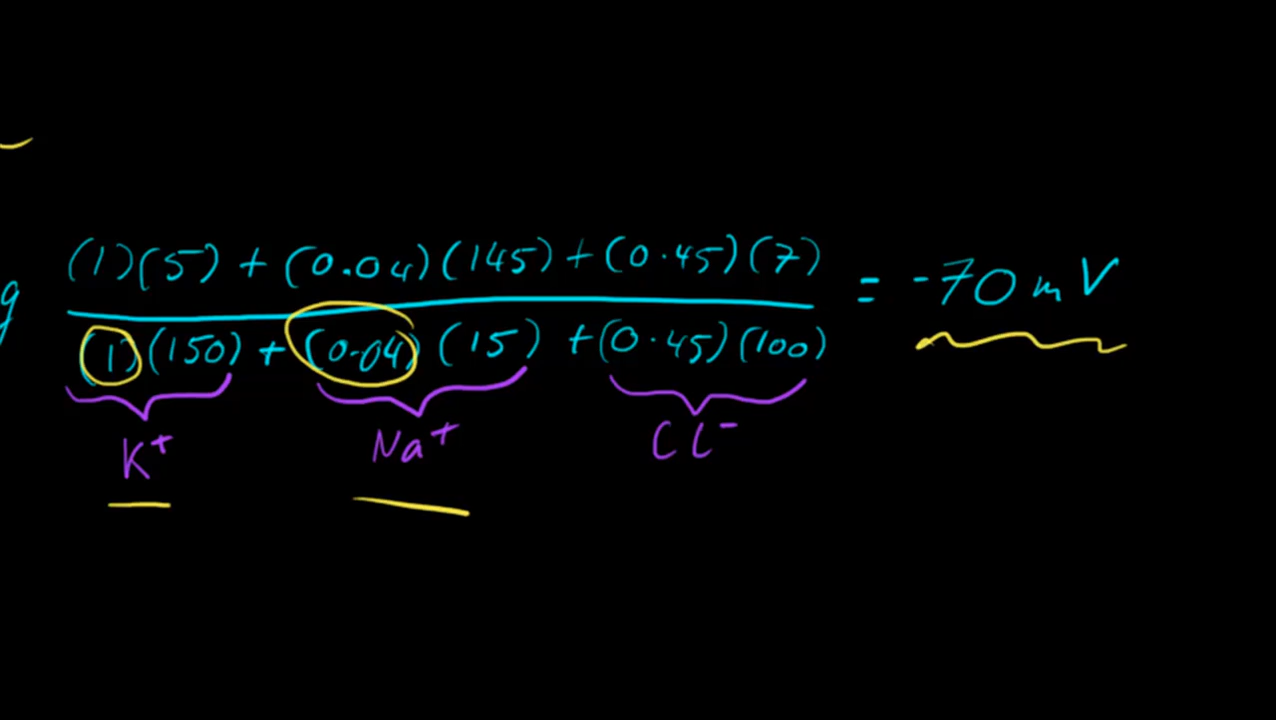 g (1)(5) + (0.04)(145) + (0.45)(7) = -70 mV
(1)(150) + (0.04)(15) + (0.45)(100)
K+ Na+ Cl-